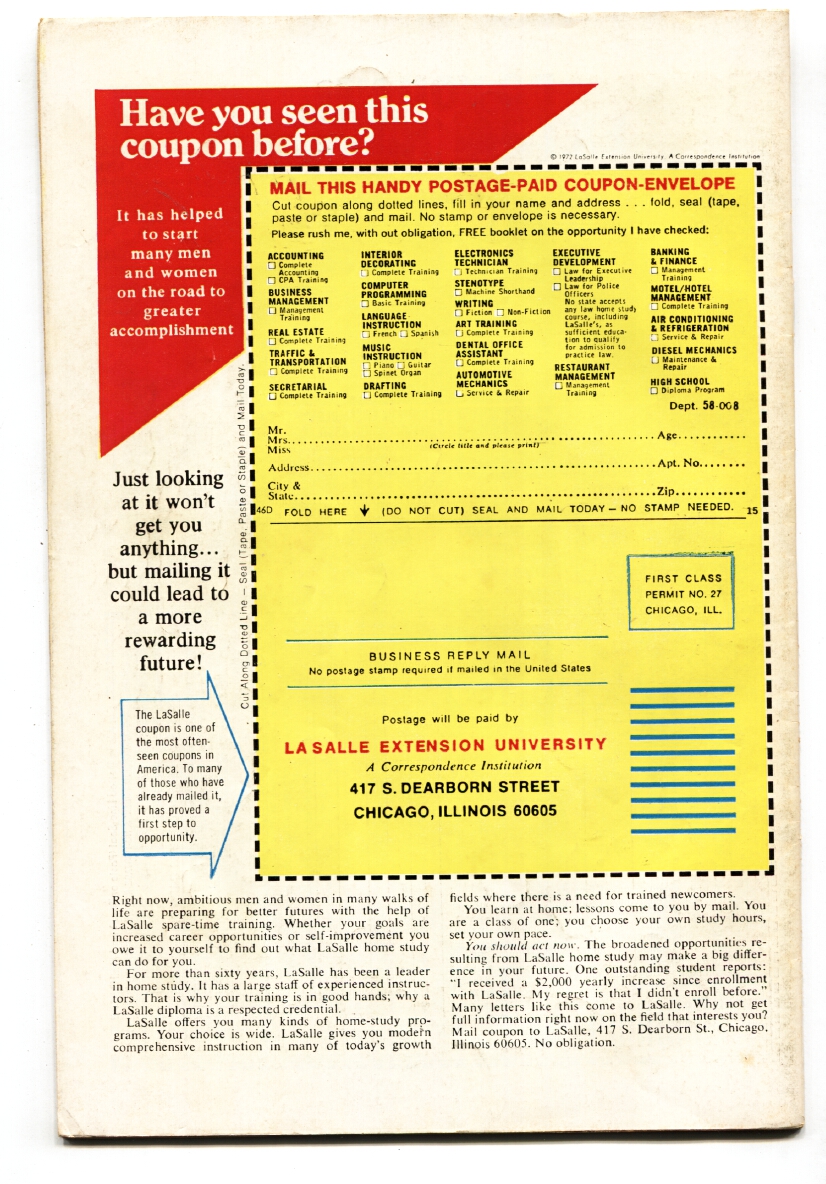 Have you seen this
coupon before?
© 1972 LaSalle Extension University. A Correspondence Institution
It has helped
to start
many men
and women
on the road to
greater
accomplishment
Just looking
at it won't
get you
anything...
but mailing it
could lead to
a more
rewarding
future!
The LaSalle
coupon is one of
the most often-
seen coupons in
America. To many
of those who have
already mailed it,
it has proved a
first step to
opportunity.
Cut Along Dotted Line — Seal (Tape, Paste or Staple) and Mail Today.
MAIL THIS HANDY POSTAGE-PAID COUPON-ENVELOPE
Cut coupon along dotted lines, fill in your name and address . . . fold, seal (tape,
paste or staple) and mail. No stamp or envelope is necessary.
Please rush me, with out obligation, FREE booklet on the opportunity I have checked:
ACCOUNTING
□ Complete
Accounting
□ CPA Training
BUSINESS
MANAGEMENT
□ Management
Training
REAL ESTATE
□ Complete Training
TRAFFIC &
TRANSPORTATION
□ Complete Training
SECRETARIAL
□ Complete Training
INTERIOR
DECORATING
□ Complete Training
COMPUTER
PROGRAMMING
□ Basic Training
LANGUAGE
INSTRUCTION
□ French □ Spanish
MUSIC
INSTRUCTION
□ Piano □ Guitar
□ Spinet Organ
DRAFTING
□ Complete Training
ELECTRONICS
TECHNICIAN
□ Technician Training
STENOTYPE
□ Machine Shorthand
WRITING
□ Fiction □ Non-Fiction
ART TRAINING
□ Complete Training
DENTAL OFFICE
ASSISTANT
□ Complete Training
AUTOMOTIVE
MECHANICS
□ Service & Repair
EXECUTIVE
DEVELOPMENT
□ Law for Executive
Leadership
□ Law for Police
Officers
No state accepts
any law home study
course, including
LaSalle's, as
sufficient educa-
tion to qualify
for admission to
practice law.
RESTAURANT
MANAGEMENT
□ Management
Training
BANKING
& FINANCE
□ Management
Training
MOTEL/HOTEL
MANAGEMENT
□ Complete Training
AIR CONDITIONING
& REFRIGERATION
□ Service & Repair
DIESEL MECHANICS
□ Maintenance &
Repair
HIGH SCHOOL
□ Diploma Program
Dept. 58-008
Mr.
Mrs. Age
Miss (Circle title and please print)
Address Apt. No.
City &
State Zip
46D FOLD HERE ↓ (DO NOT CUT) SEAL AND MAIL TODAY — NO STAMP NEEDED. 15
FIRST CLASS
PERMIT NO. 27
CHICAGO, ILL.
BUSINESS REPLY MAIL
No postage stamp required if mailed in the United States
Postage will be paid by
LA SALLE EXTENSION UNIVERSITY
A Correspondence Institution
417 S. DEARBORN STREET
CHICAGO, ILLINOIS 60605
Right now, ambitious men and women in many walks of
life are preparing for better futures with the help of
LaSalle spare-time training. Whether your goals are
increased career opportunities or self-improvement you
owe it to yourself to find out what LaSalle home study
can do for you.
For more than sixty years, LaSalle has been a leader
in home study. It has a large staff of experienced instruc-
tors. That is why your training is in good hands; why a
LaSalle diploma is a respected credential.
LaSalle offers you many kinds of home-study pro-
grams. Your choice is wide. LaSalle gives you modern
comprehensive instruction in many of today's growth
fields where there is a need for trained newcomers.
You learn at home; lessons come to you by mail. You
are a class of one; you choose your own study hours,
set your own pace.
You should act now. The broadened opportunities re-
sulting from LaSalle home study may make a big differ-
ence in your future. One outstanding student reports:
"I received a $2,000 yearly increase since enrollment
with LaSalle. My regret is that I didn't enroll before."
Many letters like this come to LaSalle. Why not get
full information right now on the field that interests you?
Mail coupon to LaSalle, 417 S. Dearborn St., Chicago,
Illinois 60605. No obligation.